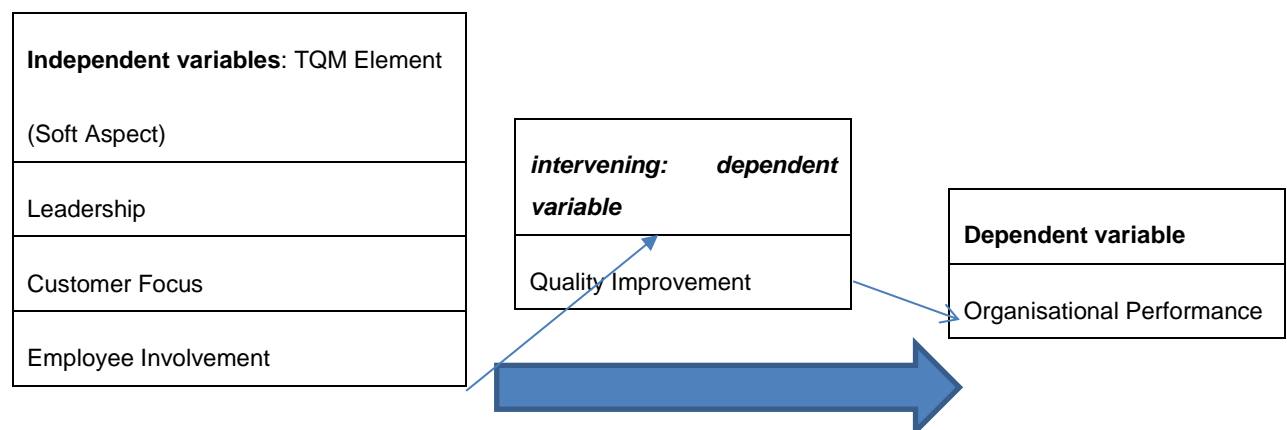 Independent variables: TQM Element
(Soft Aspect)
Leadership
Customer Focus
Employee Involvement
intervening: dependent
variable
Quality Improvement
Dependent variable
Organisational Performance